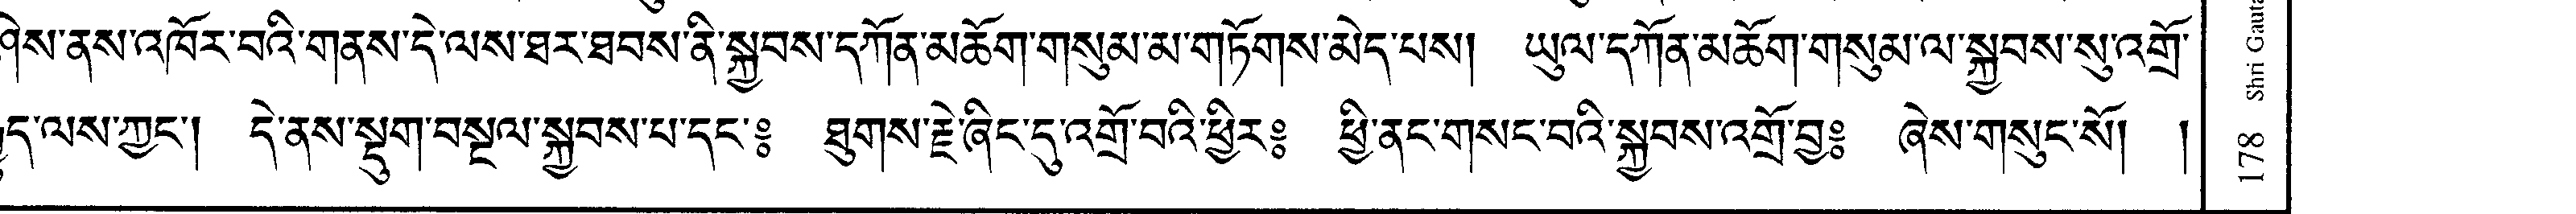 ཤེས་ནས་འཁོར་བའི་གནས་དེ་ལས་ཐར་ཐབས་ནི་སྐྱབས་དཀོན་མཆོག་གསུམ་མ་གཏོགས་མེད་པས། ཡུལ་དཀོན་མཆོག་གསུམ་ལ་སྐྱབས་སུ་འགྲོ་
ལས་ཀྱང་། དེ་ནས་སྡུག་བསྔལ་སྐྱབས་པ་དང་༔ ཐུགས་རྗེ་ཞིང་དུ་འགྲོ་བའི་ཕྱིར༔ ཕྱི་ནང་གསང་བའི་སྐྱབས་འགྲོ་བྱ༔ ཞེས་གསུང་སོ། །
178 Shri